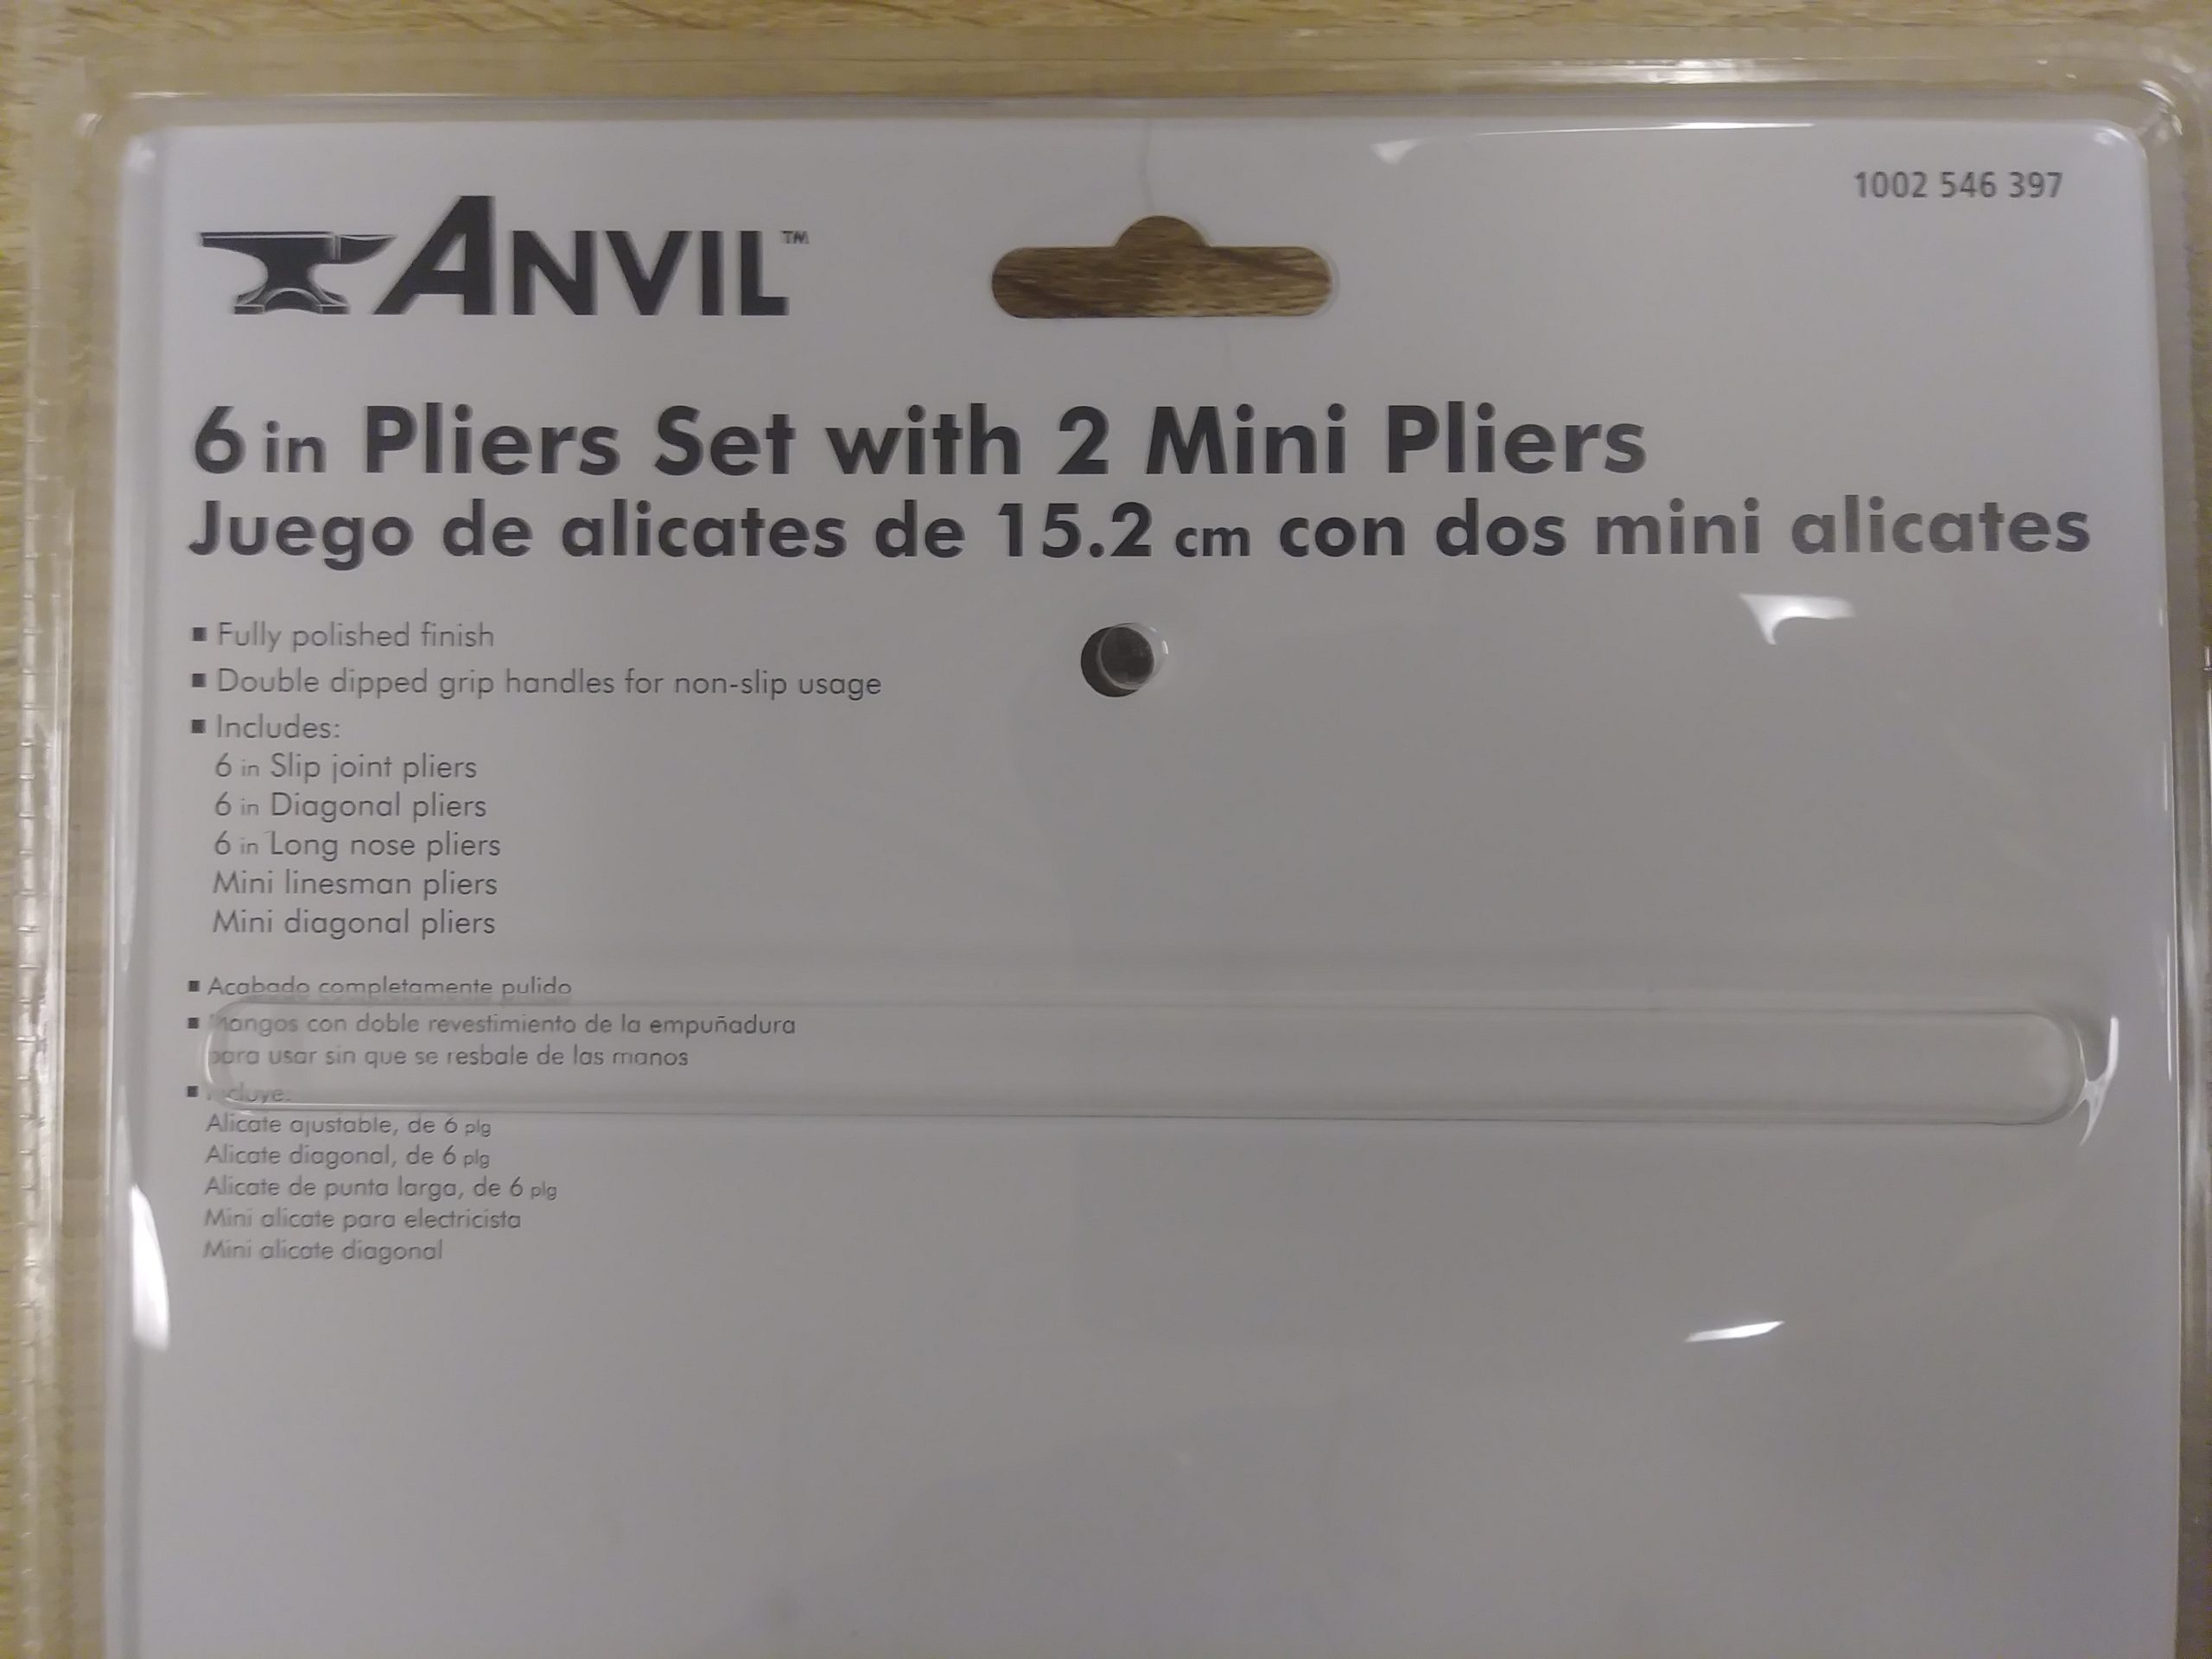 ANVIL™
1002 546 397
6 in Pliers Set with 2 Mini Pliers
Juego de alicates de 15.2 cm con dos mini alicates
▪ Fully polished finish
▪ Double dipped grip handles for non-slip usage
▪ Includes:
6 in Slip joint pliers
6 in Diagonal pliers
6 in Long nose pliers
Mini linesman pliers
Mini diagonal pliers
▪ Acabado completamente pulido
▪ Mangos con doble revestimiento de la empuñadura
para usar sin que se resbale de las manos
▪ Incluye:
Alicate ajustable, de 6 plg
Alicate diagonal, de 6 plg
Alicate de punta larga, de 6 plg
Mini alicate para electricista
Mini alicate diagonal